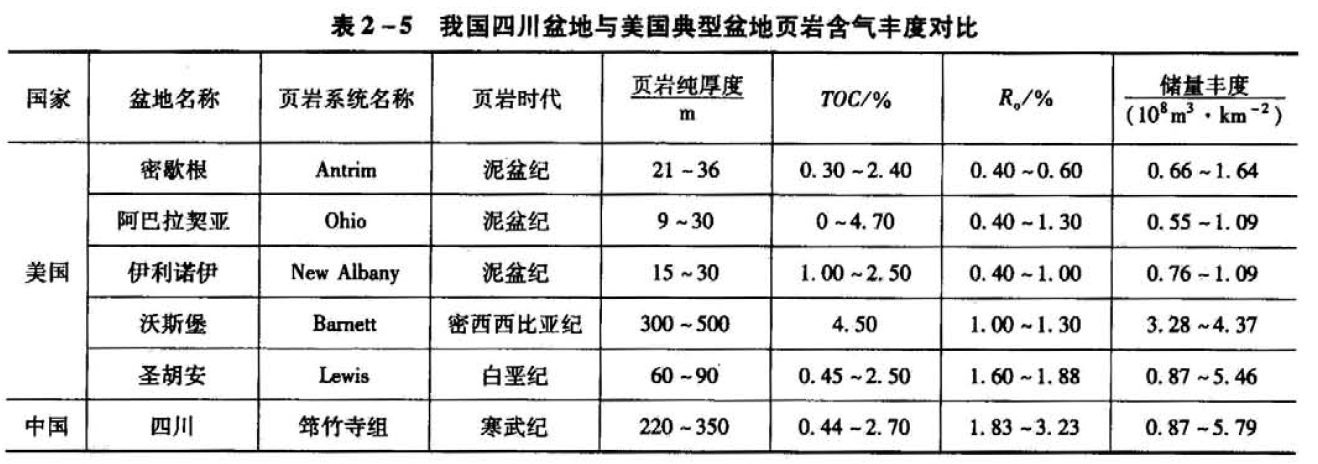 表2-5 我国四川盆地与美国典型盆地页岩含气丰度对比
国家 盆地名称 页岩系统名称 页岩时代 页岩纯厚度/m TOC/% Ro/% 储量丰度/(10⁸m³·km⁻²)
美国 密歇根 Antrim 泥盆纪 21~36 0.30~2.40 0.40~0.60 0.66~1.64
阿巴拉契亚 Ohio 泥盆纪 9~30 0~4.70 0.40~1.30 0.55~1.09
伊利诺伊 New Albany 泥盆纪 15~30 1.00~2.50 0.40~1.00 0.76~1.09
沃斯堡 Barnett 密西西比亚纪 300~500 4.50 1.00~1.30 3.28~4.37
圣胡安 Lewis 白垩纪 60~90 0.45~2.50 1.60~1.88 0.87~5.46
中国 四川 筇竹寺组 寒武纪 220~350 0.44~2.70 1.83~3.23 0.87~5.79